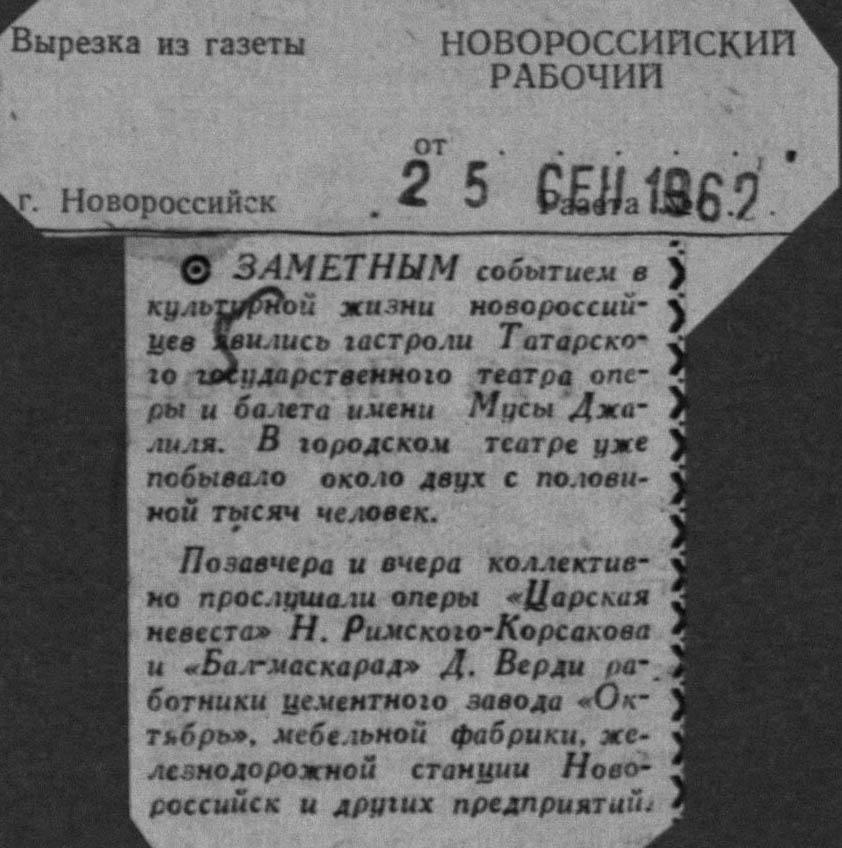 Вырезка из газеты
НОВОРОССИЙСКИЙ
РАБОЧИЙ
от
25 СЕН 1962
г. Новороссийск
Газета №
ЗАМЕТНЫМ событием в
культурной жизни новороссий-
цев явились гастроли Татарско-
го государственного театра опе-
ры и балета имени Мусы Джа-
лиля. В городском театре уже
побывало около двух с полови-
ной тысяч человек.
Позавчера и вчера коллектив-
но прослушали оперы «Царская
невеста» Н. Римского-Корсакова
и «Бал-маскарад» Д. Верди ра-
ботники цементного завода «Ок-
тябрь», мебельной фабрики, же-
лезнодорожной станции Ново-
российск и других предприятий.